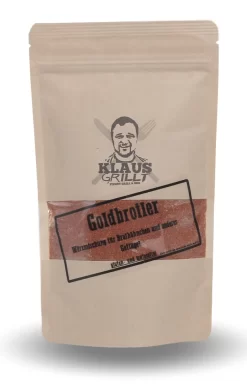 KLAUS
GRILLT
Goldbroiler
Würzmischung für Brathähnchen und anderes
Geflügel